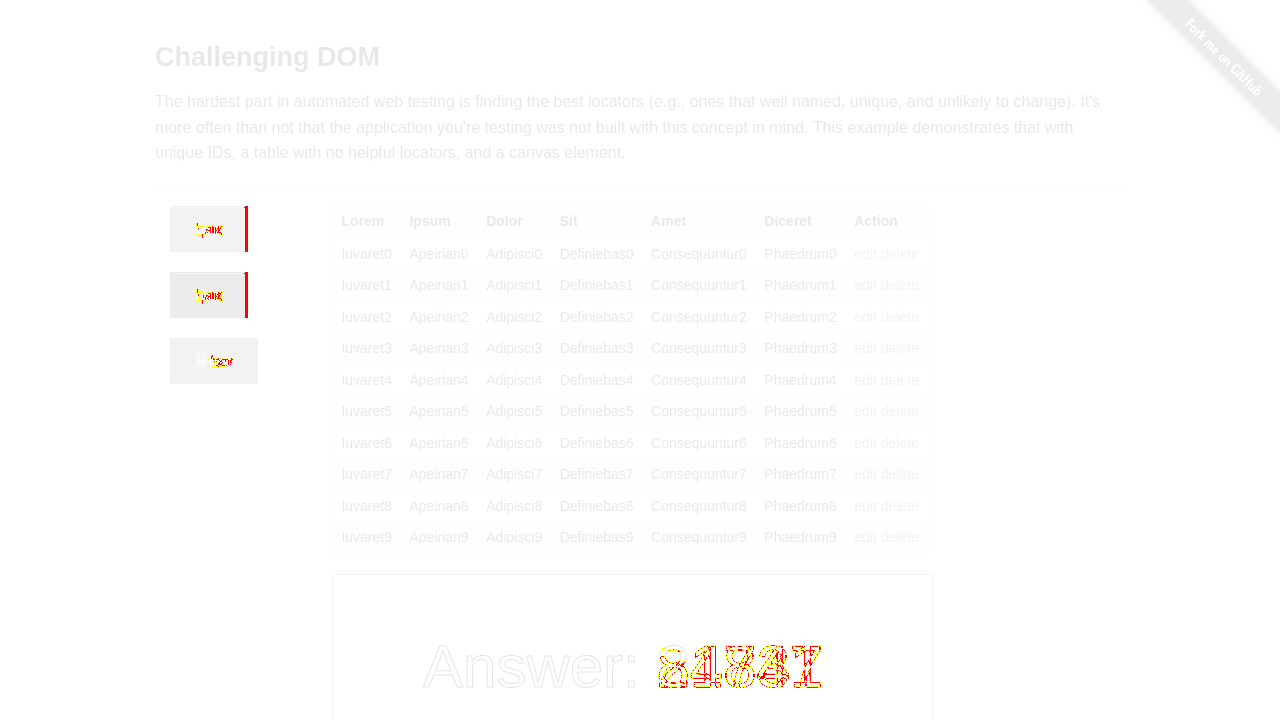 Fork me on GitHub
Challenging DOM
The hardest part in automated web testing is finding the best locators (e.g., ones that well named, unique, and unlikely to change). It's
more often than not that the application you're testing was not built with this concept in mind. This example demonstrates that with
unique IDs, a table with no helpful locators, and a canvas element.
Lorem Ipsum Dolor Sit Amet Diceret Action
Iuvaret0 Apeirian0 Adipisci0 Definiebas0 Consequuntur0 Phaedrum0 edit delete
Iuvaret1 Apeirian1 Adipisci1 Definiebas1 Consequuntur1 Phaedrum1 edit delete
Iuvaret2 Apeirian2 Adipisci2 Definiebas2 Consequuntur2 Phaedrum2 edit delete
Iuvaret3 Apeirian3 Adipisci3 Definiebas3 Consequuntur3 Phaedrum3 edit delete
Iuvaret4 Apeirian4 Adipisci4 Definiebas4 Consequuntur4 Phaedrum4 edit delete
Iuvaret5 Apeirian5 Adipisci5 Definiebas5 Consequuntur5 Phaedrum5 edit delete
Iuvaret6 Apeirian6 Adipisci6 Definiebas6 Consequuntur6 Phaedrum6 edit delete
Iuvaret7 Apeirian7 Adipisci7 Definiebas7 Consequuntur7 Phaedrum7 edit delete
Iuvaret8 Apeirian8 Adipisci8 Definiebas8 Consequuntur8 Phaedrum8 edit delete
Iuvaret9 Apeirian9 Adipisci9 Definiebas9 Consequuntur9 Phaedrum9 edit delete
Answer: